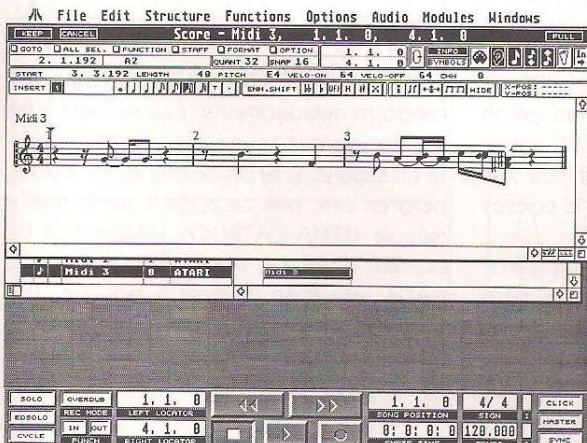 File Edit Structure Functions Options Audio Modules Windows
KEEP CANCEL Score - Midi 3, 1. 1. 0, 4. 1. 0 FULL
GOTO ALL SEL. FUNCTION STAFF FORMAT OPTION 1. 1. 0 INFO In
2. 1.192 A2 QUANT 32 SNAP 16 4. 1. 0 SYMBOLS
START 3. 3.192 LENGTH 48 PITCH E4 VELO-ON 64 VELO-OFF 64 CHN 8
INSERT ENH.SHIFT Off HIDE X-POS: -----
Y-POS: -----
Midi 3
2 3
4 4
Midi 3 8 ATARI Midi 3
SOLO OVERDUB 1. 1. 0 1. 1. 0 4/ 4 CLICK
REC MODE LEFT LOCATOR SONG POSITION SIGN
EDSOLO MASTER
CYCLE IN OUT 4. 1. 0 0: 0: 0: 0 120.000 SYNC
PUNCH RIGHT LOCATOR